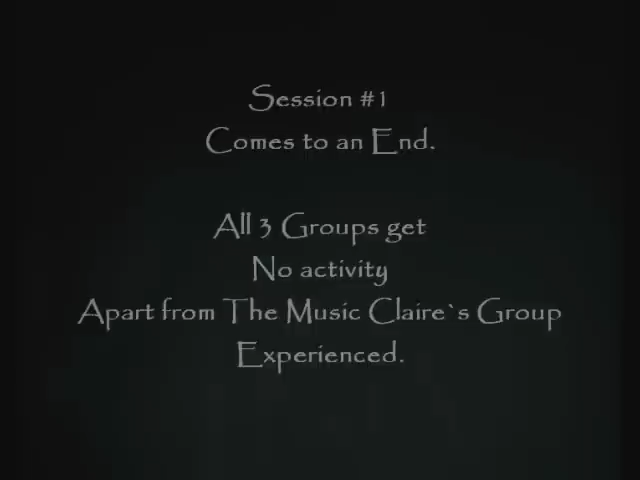 Session #1
Comes to an End.
All 3 Groups get
No activity
Apart from The Music Claire`s Group
Experienced.